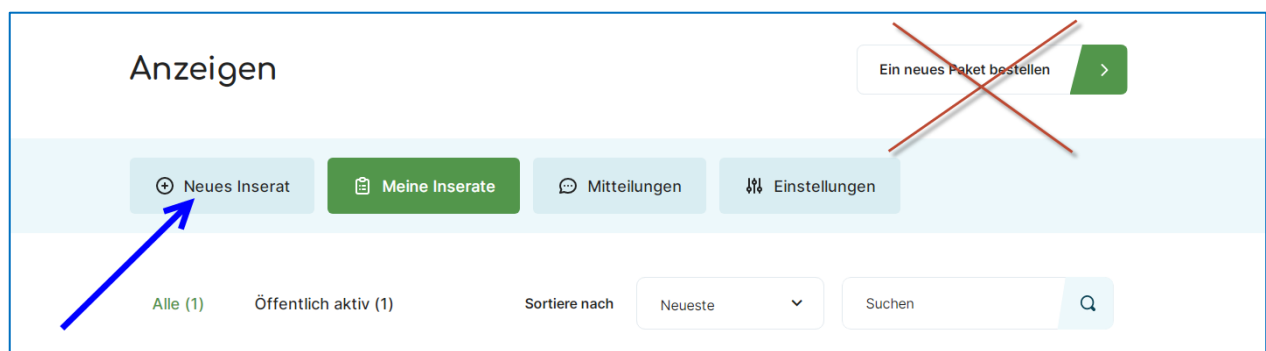 Anzeigen
Ein neues Paket bestellen
Neues Inserat
Meine Inserate
Mitteilungen
Einstellungen
Alle (1)
Öffentlich aktiv (1)
Sortiere nach
Neueste
Suchen